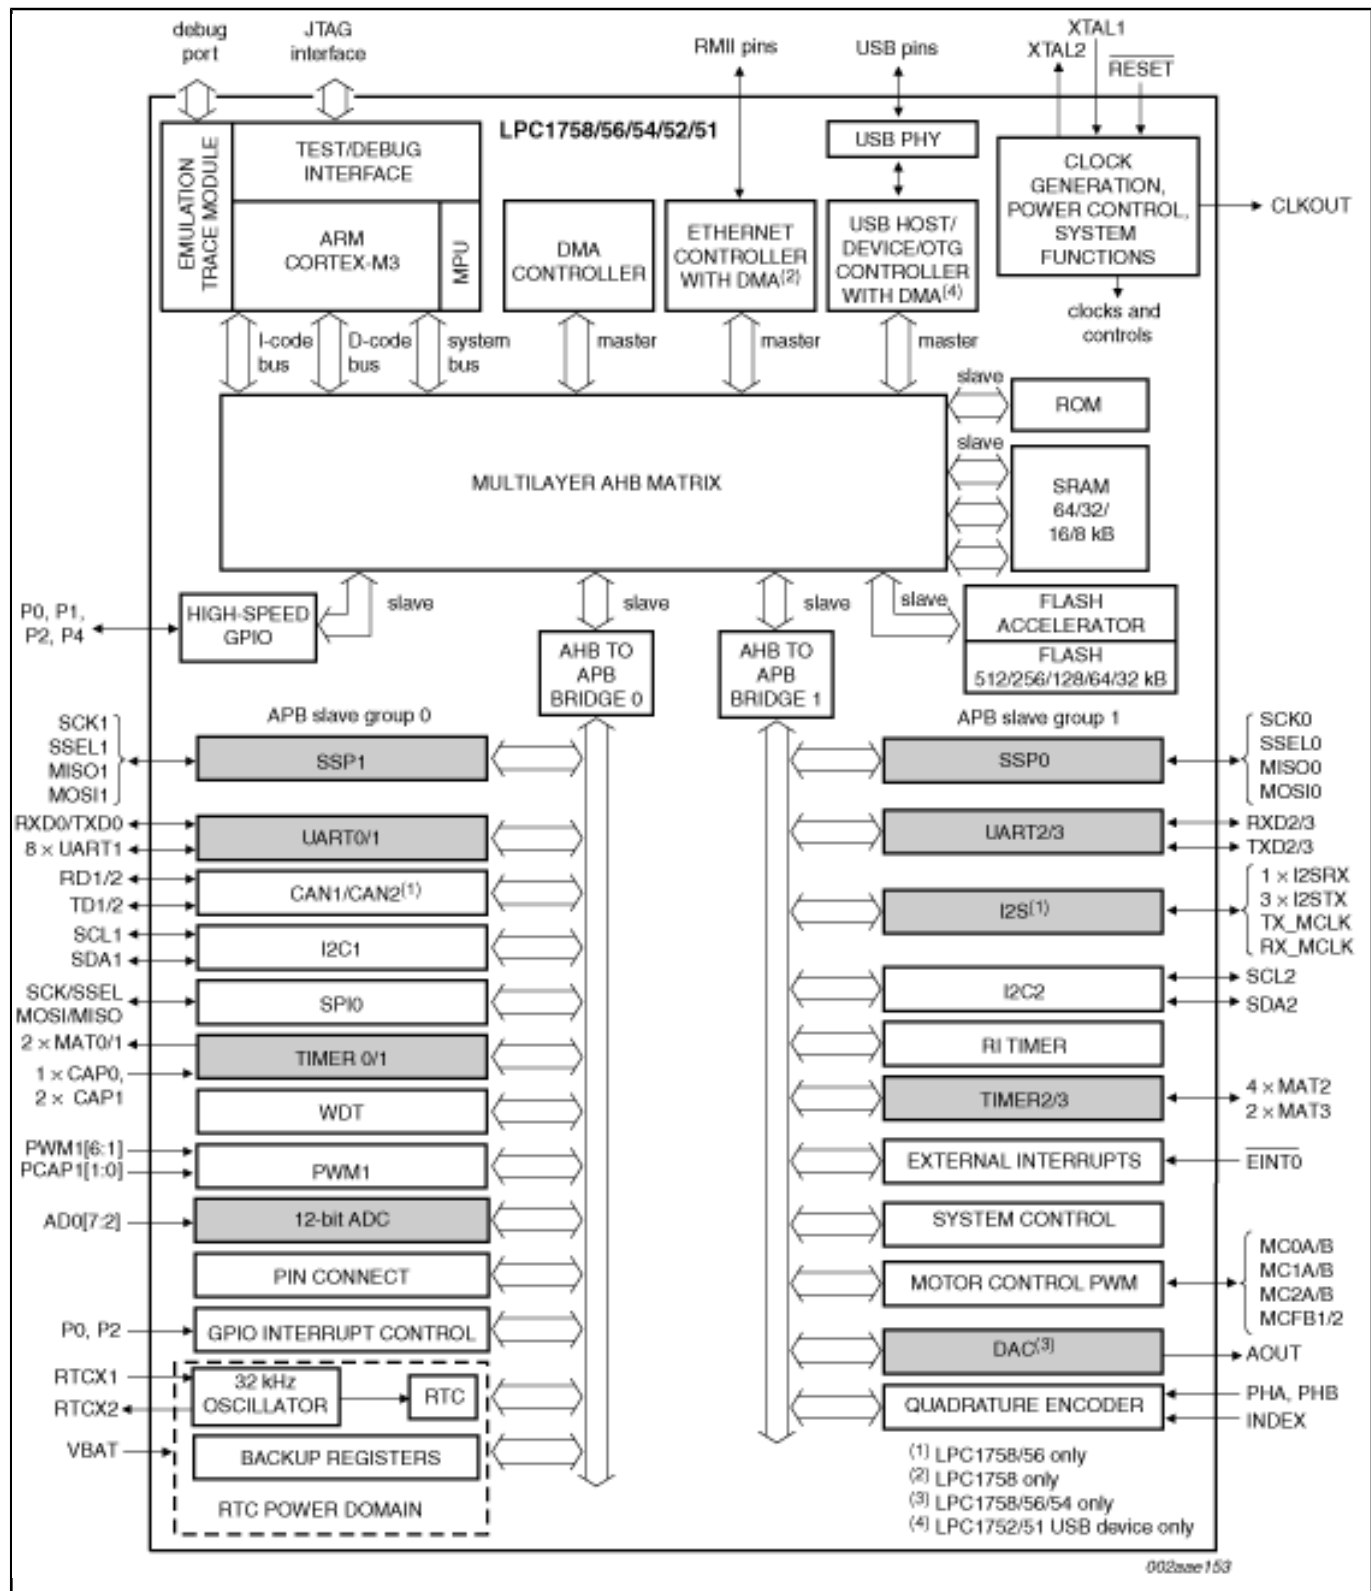 debug
port
JTAG
interface
RMII pins
USB pins
XTAL1
XTAL2
RESET
LPC1758/56/54/52/51
EMULATION
TRACE MODULE
TEST/DEBUG
INTERFACE
ARM
CORTEX-M3
MPU
DMA
CONTROLLER
ETHERNET
CONTROLLER
WITH DMA(2)
USB PHY
USB HOST/
DEVICE/OTG
CONTROLLER
WITH DMA(4)
CLOCK
GENERATION,
POWER CONTROL,
SYSTEM
FUNCTIONS
CLKOUT
clocks and
controls
I-code
bus
D-code
bus
system
bus
master
master
master
slave
ROM
slave
SRAM
64/32/
16/8 kB
MULTILAYER AHB MATRIX
P0, P1,
P2, P4
HIGH-SPEED
GPIO
slave
slave
slave
slave
FLASH
ACCELERATOR
FLASH
512/256/128/64/32 kB
AHB TO
APB
BRIDGE 0
AHB TO
APB
BRIDGE 1
APB slave group 0
APB slave group 1
SCK1
SSEL1
MISO1
MOSI1
SSP1
RXD0/TXD0
8 × UART1
UART0/1
RD1/2
TD1/2
CAN1/CAN2(1)
SCL1
SDA1
I2C1
SCK/SSEL
MOSI/MISO
SPI0
2 × MAT0/1
1 × CAP0,
2 × CAP1
TIMER 0/1
WDT
PWM1[6:1]
PCAP1[1:0]
PWM1
AD0[7:2]
12-bit ADC
PIN CONNECT
P0, P2
GPIO INTERRUPT CONTROL
RTCX1
RTCX2
32 kHz
OSCILLATOR
RTC
VBAT
BACKUP REGISTERS
RTC POWER DOMAIN
SSP0
SCK0
SSEL0
MISO0
MOSI0
UART2/3
RXD2/3
TXD2/3
I2S(1)
1 × I2SRX
3 × I2STX
TX_MCLK
RX_MCLK
I2C2
SCL2
SDA2
RI TIMER
TIMER2/3
4 × MAT2
2 × MAT3
EXTERNAL INTERRUPTS
EINT0
SYSTEM CONTROL
MOTOR CONTROL PWM
MC0A/B
MC1A/B
MC2A/B
MCFB1/2
DAC(3)
AOUT
QUADRATURE ENCODER
PHA, PHB
INDEX
(1) LPC1758/56 only
(2) LPC1758 only
(3) LPC1758/56/54 only
(4) LPC1752/51 USB device only
002aae153